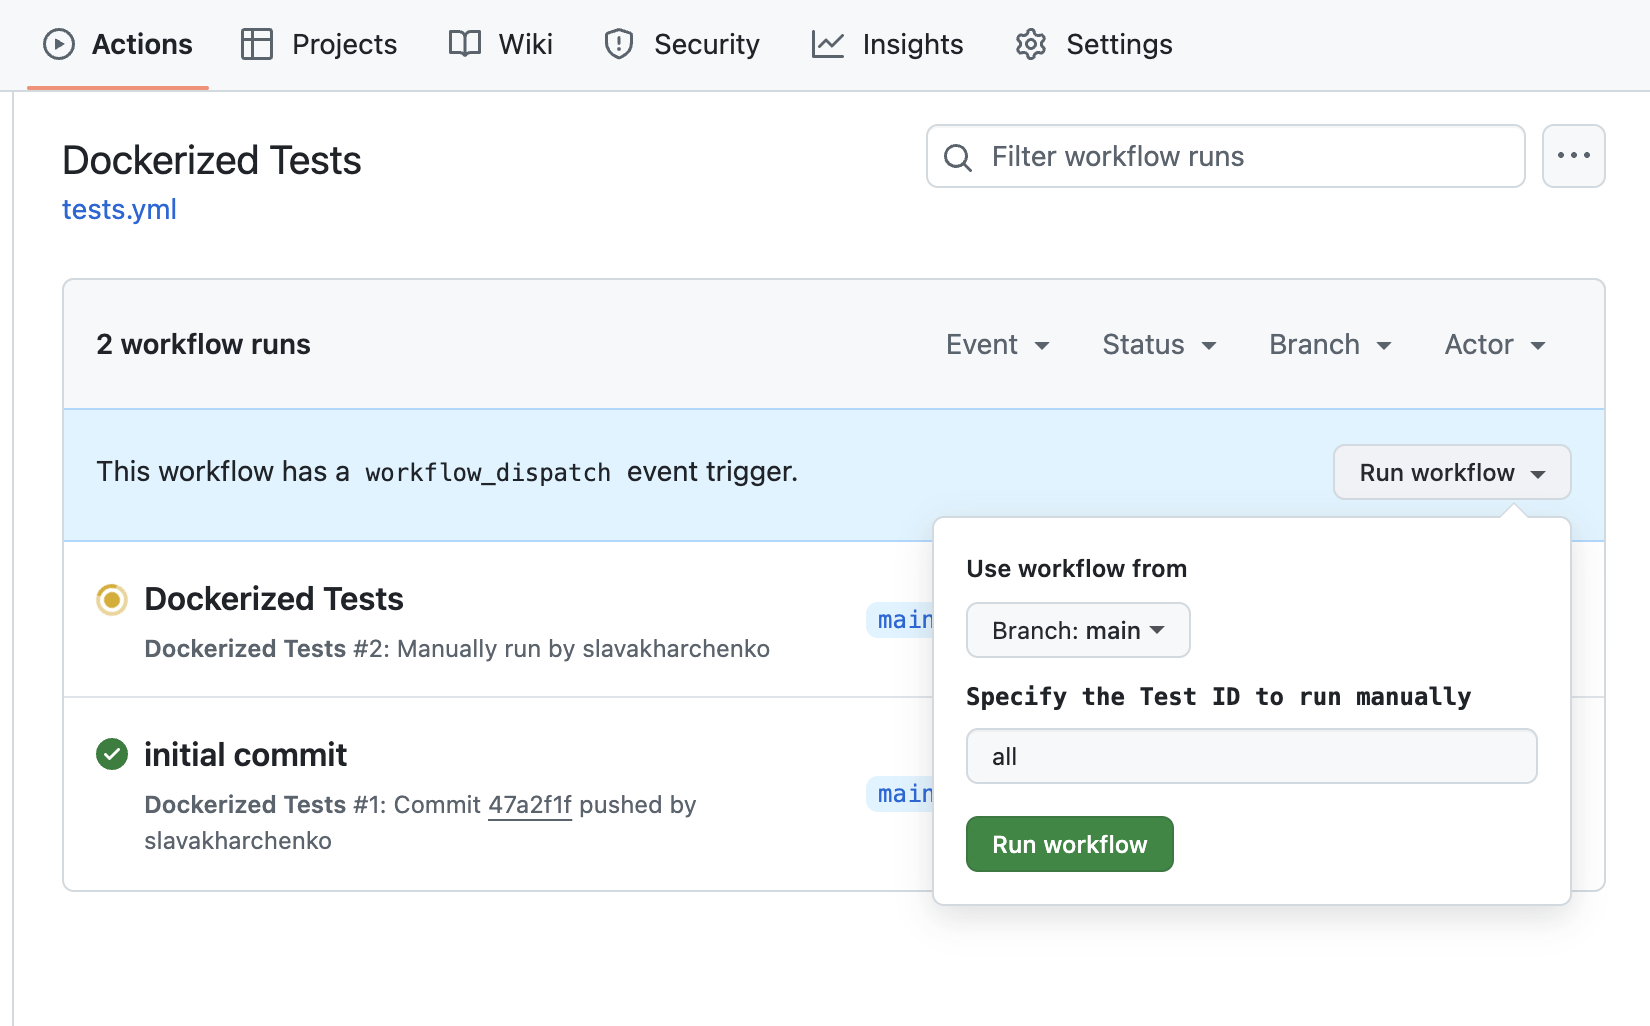 Actions Projects Wiki Security Insights Settings
Dockerized Tests
Filter workflow runs
tests.yml
2 workflow runs
Event Status Branch Actor
This workflow has a workflow_dispatch event trigger.
Run workflow
Use workflow from
Branch: main
Specify the Test ID to run manually
all
Run workflow
Dockerized Tests
main
Dockerized Tests #2: Manually run by slavakharchenko
initial commit
main
Dockerized Tests #1: Commit 47a2f1f pushed by
slavakharchenko